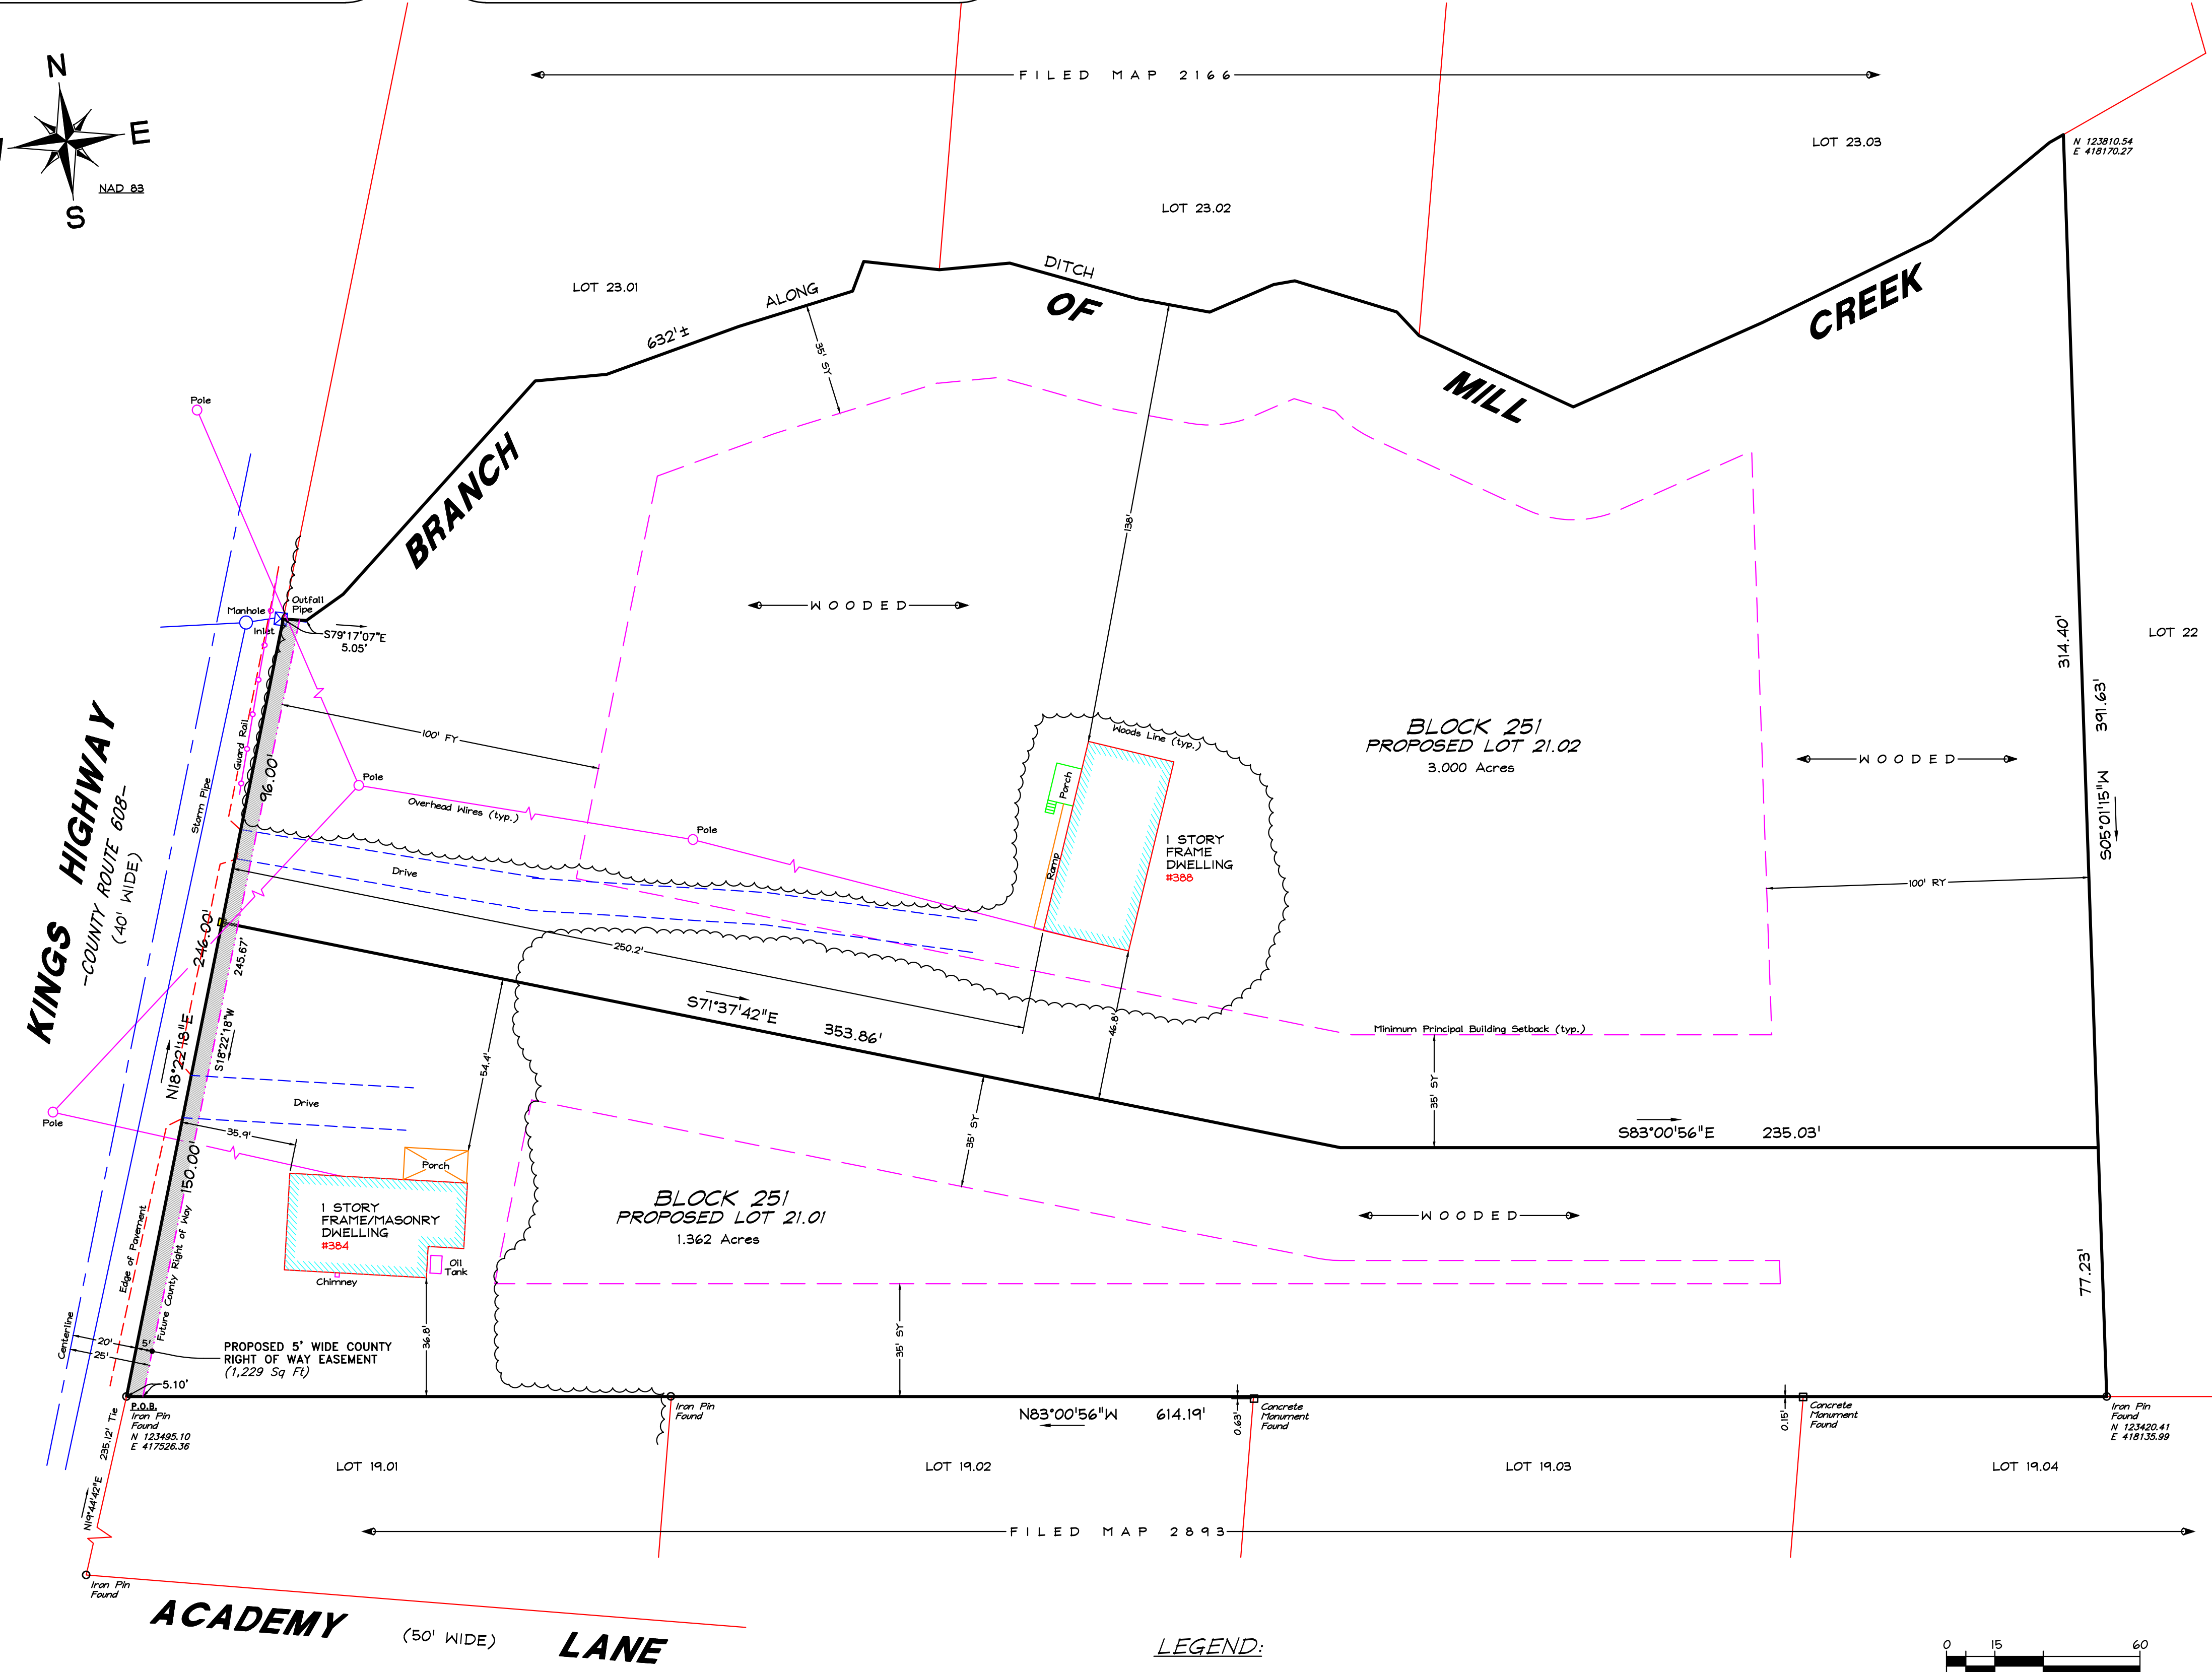 N
E
S
NAD 83
FILED MAP 2166
LOT 23.03
N 123810.54
E 418170.27
LOT 23.02
LOT 23.01
DITCH
ALONG
632'±
OF
CREEK
MILL
BRANCH
35' SY
138'
Pole
WOODED
Manhole
Outfall
Pipe
Inlet
S79°17'07"E
5.05'
LOT 22
314.40'
391.63'
S05°01'15"W
100' FY
Guard Rail
96.00'
Storm Pipe
Pole
Overhead Wires (typ.)
Pole
Woods Line (typ.)
Porch
Ramp
1 STORY
FRAME
DWELLING
#388
BLOCK 251
PROPOSED LOT 21.02
3.000 Acres
WOODED
100' RY
KINGS HIGHWAY
-COUNTY ROUTE 608-
(40' WIDE)
Drive
246.00'
245.67'
250.2'
S71°37'42"E
353.86'
46.8'
Minimum Principal Building Setback (typ.)
N18°22'18"E
S18°22'18"W
54.4'
35' SY
35' SY
S83°00'56"E
235.03'
Drive
Pole
35.9'
150.00'
Porch
1 STORY
FRAME/MASONRY
DWELLING
#384
Oil
Tank
Chimney
BLOCK 251
PROPOSED LOT 21.01
1.362 Acres
WOODED
77.23'
Edge of Pavement
Future County Right of Way
Centerline
20'
5'
25'
PROPOSED 5' WIDE COUNTY
RIGHT OF WAY EASEMENT
(1,229 Sq Ft)
36.8'
35' SY
5.10'
P.O.B.
Iron Pin
Found
N 123495.10
E 417526.36
Iron Pin
Found
N83°00'56"W
614.19'
0.63'
Concrete
Monument
Found
0.15'
Concrete
Monument
Found
Iron Pin
Found
N 123420.41
E 418135.99
N19°44'42"E 235.12' Tie
LOT 19.01
LOT 19.02
LOT 19.03
LOT 19.04
FILED MAP 2893
Iron Pin
Found
ACADEMY (50' WIDE) LANE
LEGEND:
0 15 60